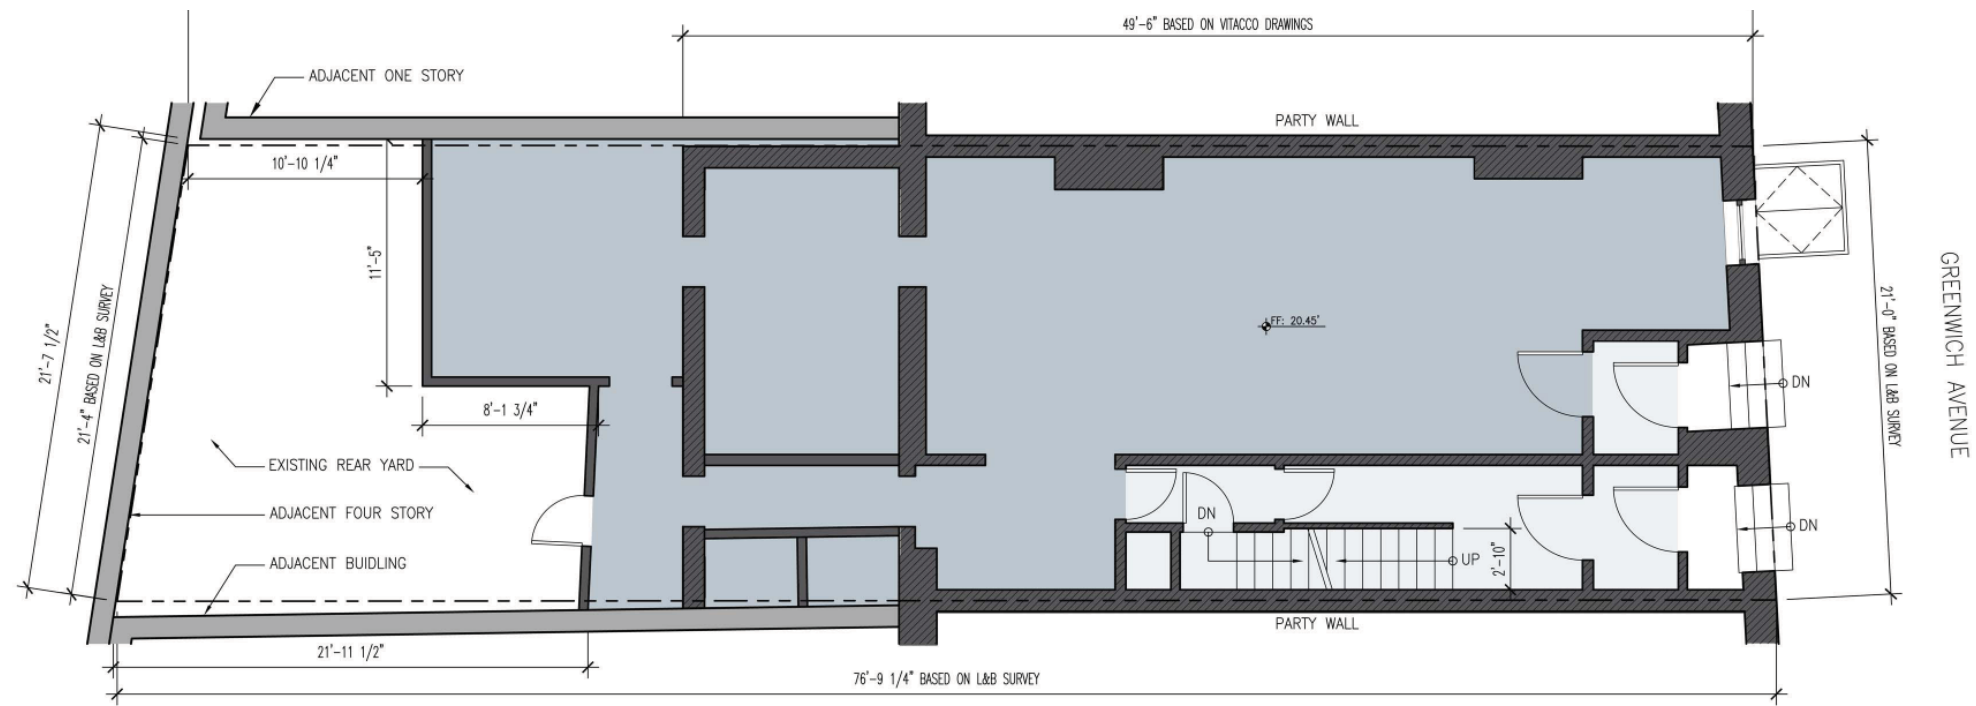 49'-6" BASED ON VITACCO DRAWINGS
ADJACENT ONE STORY
PARTY WALL
10'-10 1/4"
11'-5"
21'-7 1/2"
21'-4" BASED ON L&B SURVEY
FF: 20.45'
21'-0" BASED ON L&B SURVEY
GREENWICH AVENUE
DN
8'-1 3/4"
EXISTING REAR YARD
ADJACENT FOUR STORY
DN
DN
ADJACENT BUIDLING
UP
2'-10"
PARTY WALL
21'-11 1/2"
76'-9 1/4" BASED ON L&B SURVEY